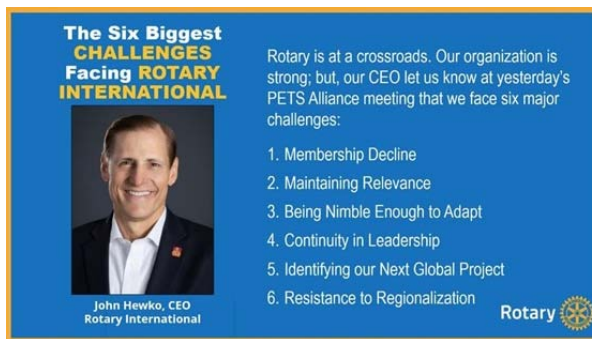 The Six Biggest
CHALLENGES
Facing ROTARY
INTERNATIONAL
John Hewko, CEO
Rotary International
Rotary is at a crossroads. Our organization is
strong; but, our CEO let us know at yesterday's
PETS Alliance meeting that we face six major
challenges:
1. Membership Decline
2. Maintaining Relevance
3. Being Nimble Enough to Adapt
4. Continuity in Leadership
5. Identifying our Next Global Project
6. Resistance to Regionalization
Rotary